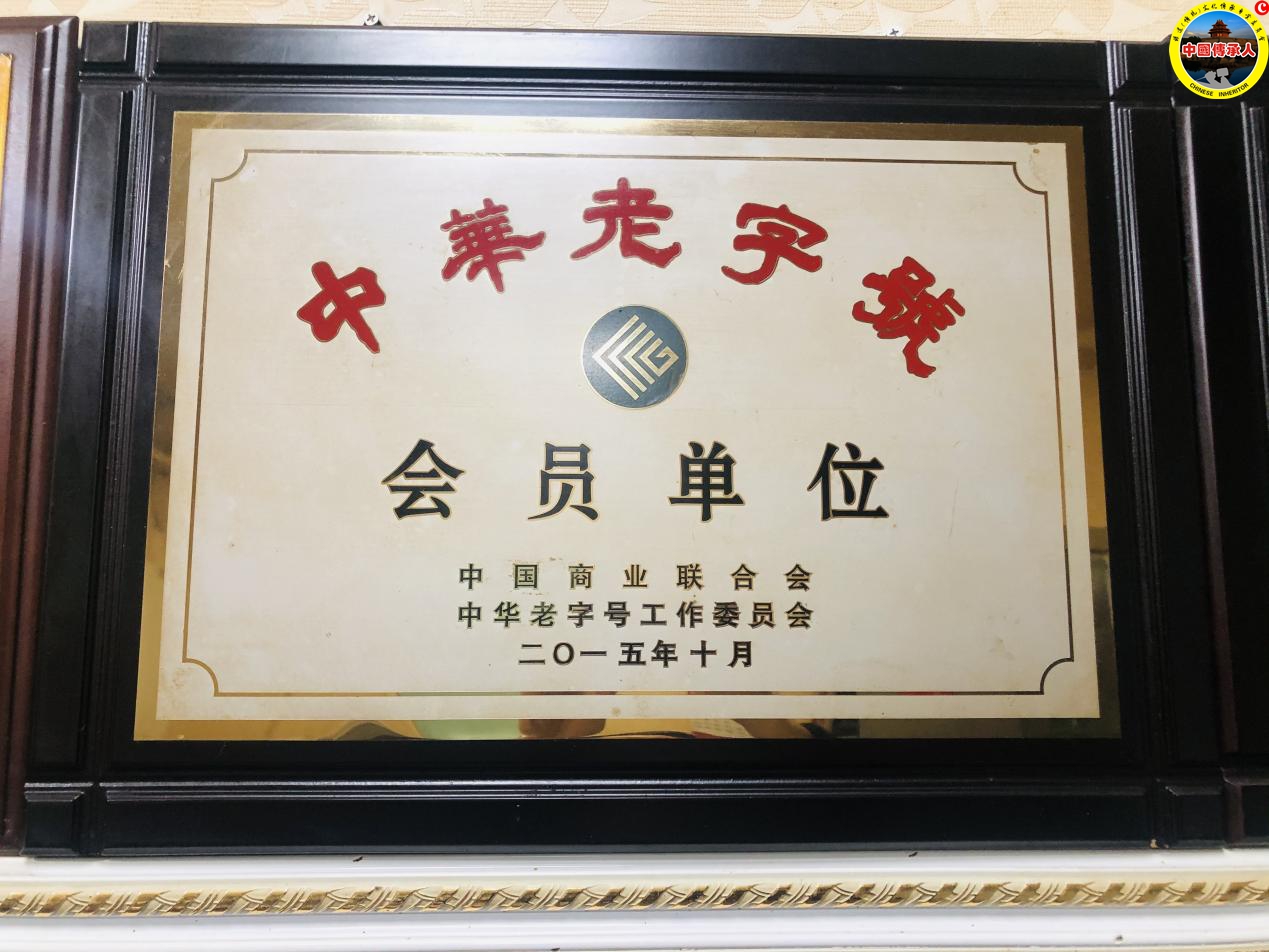 中華老字號
会员单位
中国商业联合会
中华老字号工作委员会
二〇一五年十月
中國傳承人
CHINESE INHERITOR